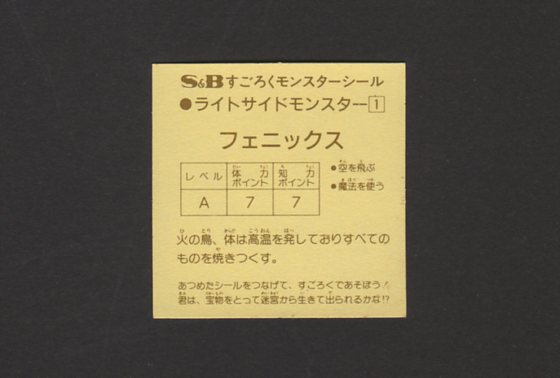 S&Bすごろくモンスターシール
●ライトサイドモンスター1
フェニックス
レベル 体力ポイント 知力ポイント
A 7 7
●空を飛ぶ
●魔法を使う
火の鳥、体は高温を発しておりすべての
ものを焼きつくす。
あつめたシールをつなげて、すごろくであそぼう!
君は、宝物をとって迷宮から生きて出られるかな!?